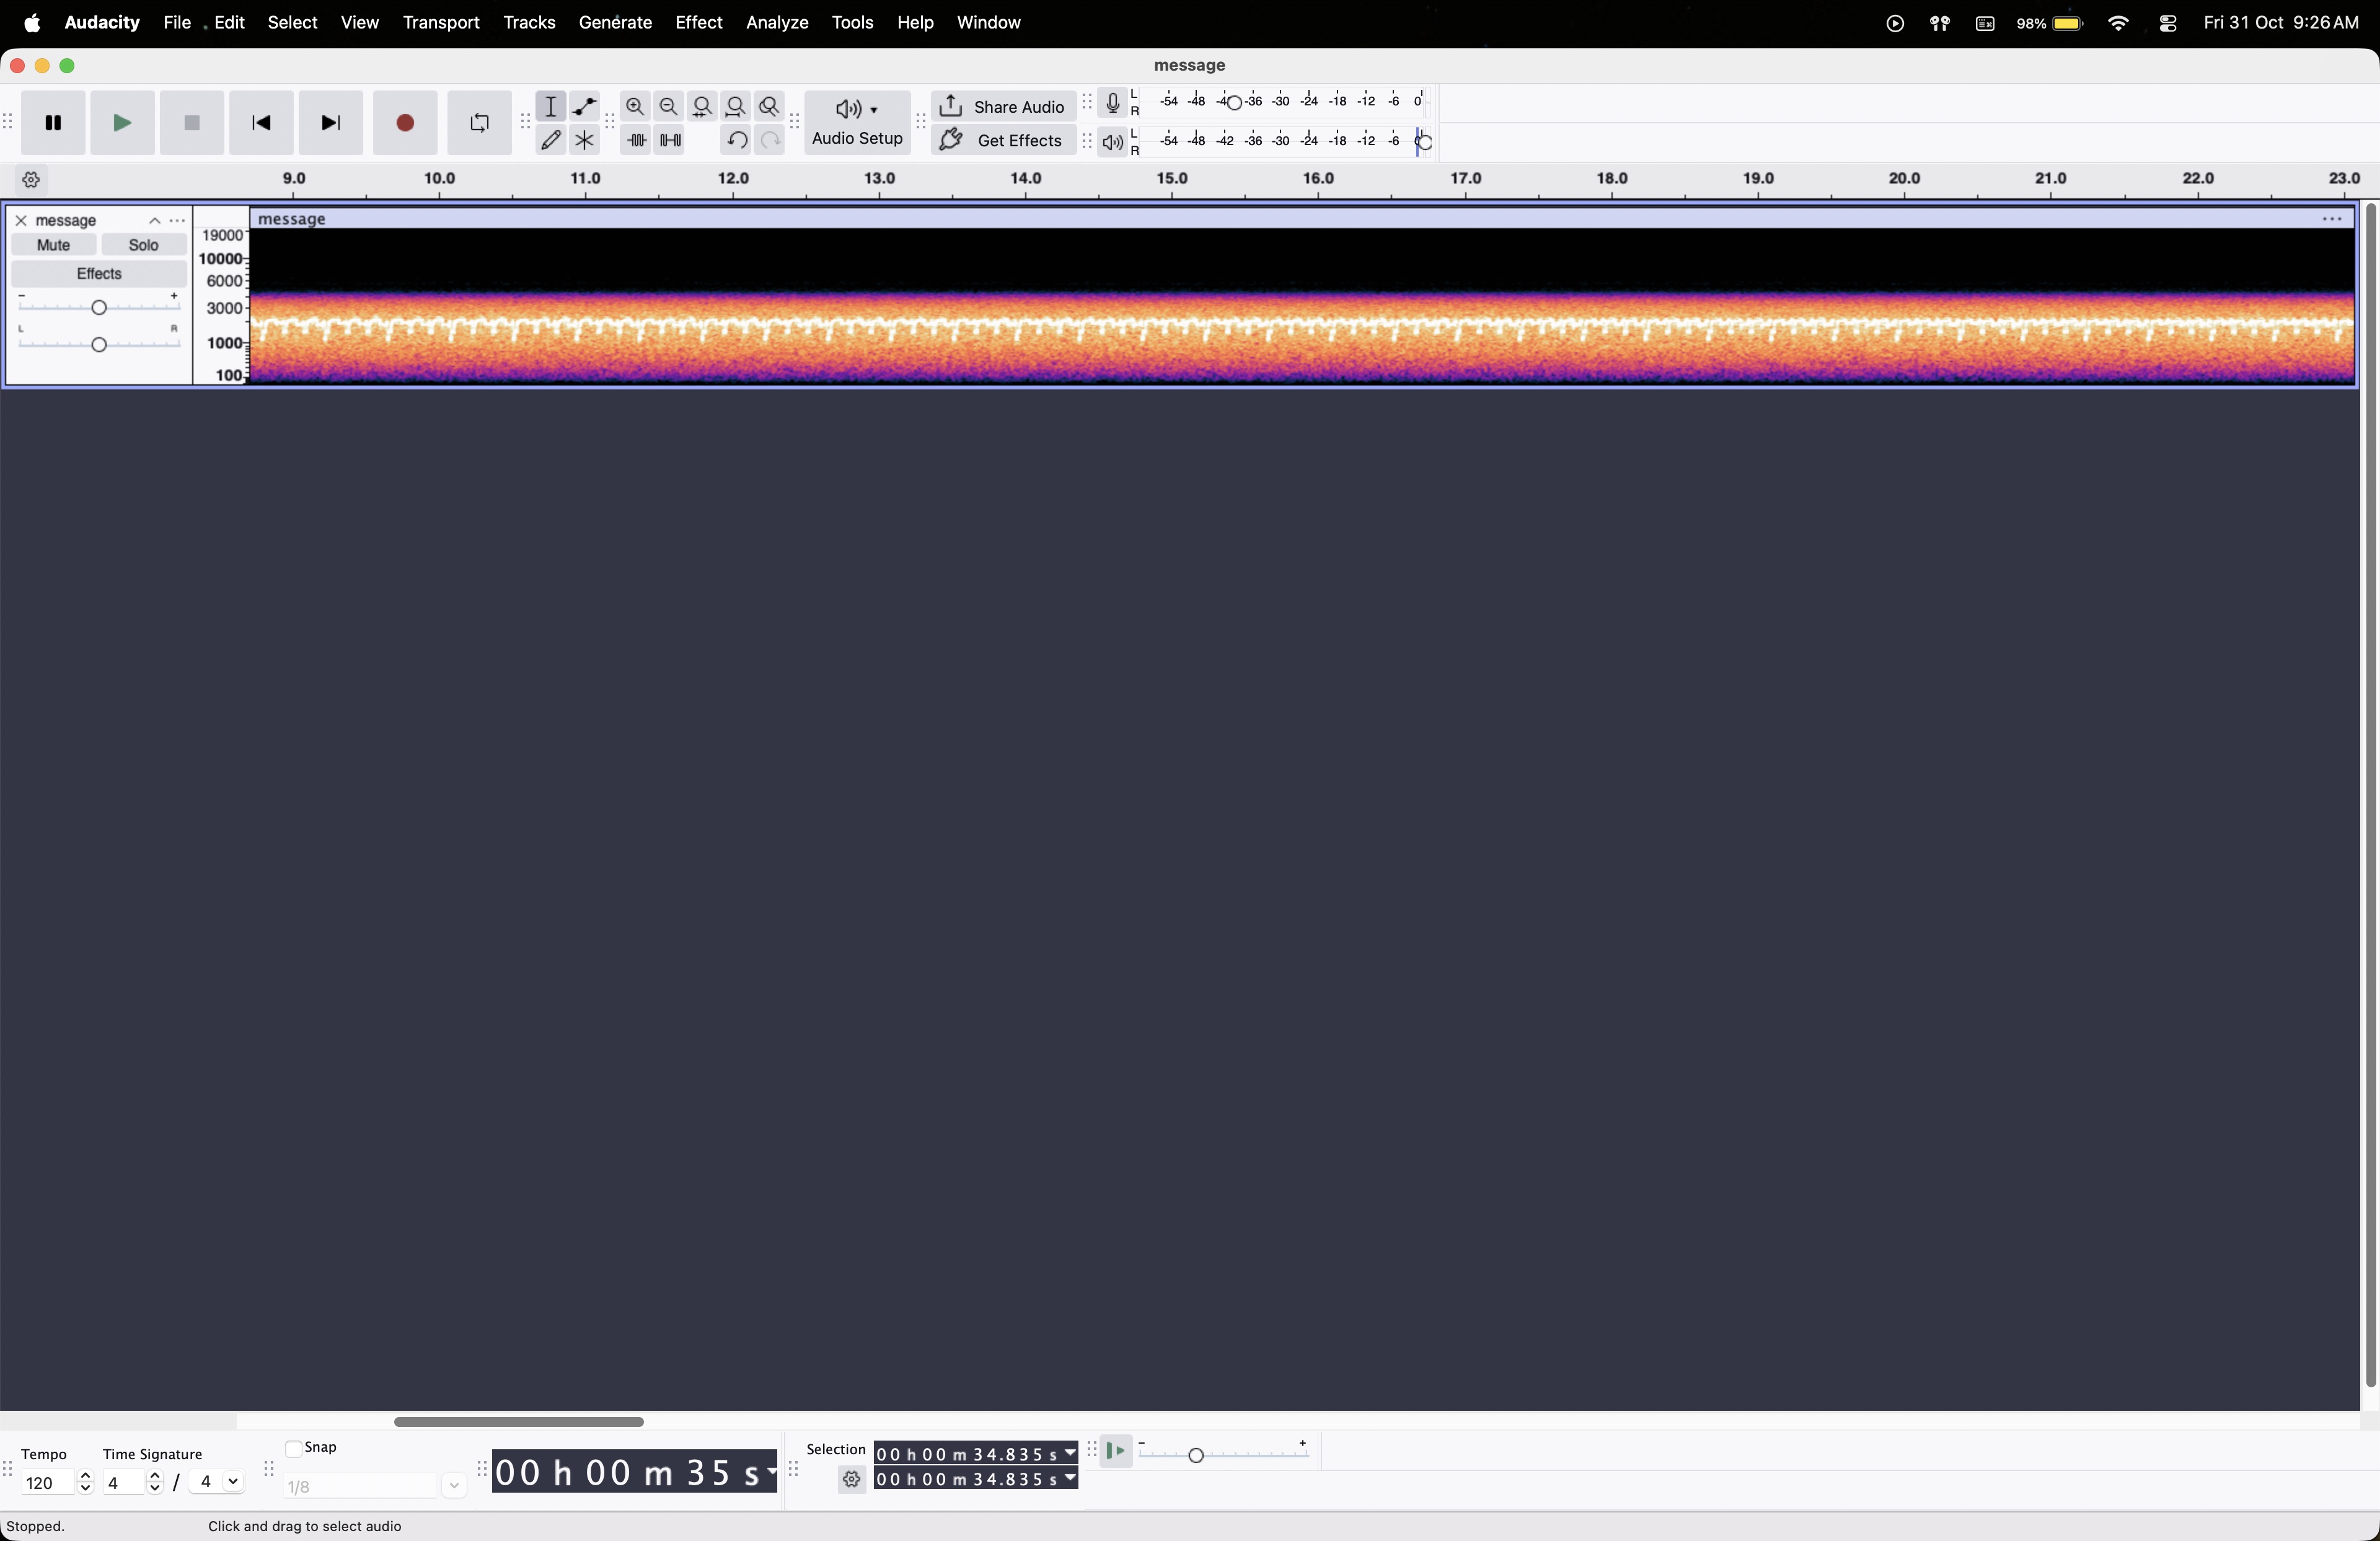 Audacity File Edit Select View Transport Tracks Generate Effect Analyze Tools Help Window 98% Fri 31 Oct 9:26 AM
message
Audio Setup
Share Audio
Get Effects
L
R
-54 -48 -4 -36 -30 -24 -18 -12 -6 0
L
R
-54 -48 -42 -36 -30 -24 -18 -12 -6 0
9.0 10.0 11.0 12.0 13.0 14.0 15.0 16.0 17.0 18.0 19.0 20.0 21.0 22.0 23.0
message
Mute Solo
Effects
- +
L R
19000
10000
6000
3000
1000
100
message
Tempo
120
Time Signature
4 / 4
Snap
1/8
00 h 00 m 35 s
Selection
00 h 00 m 34.835 s
00 h 00 m 34.835 s
- +
Stopped. Click and drag to select audio